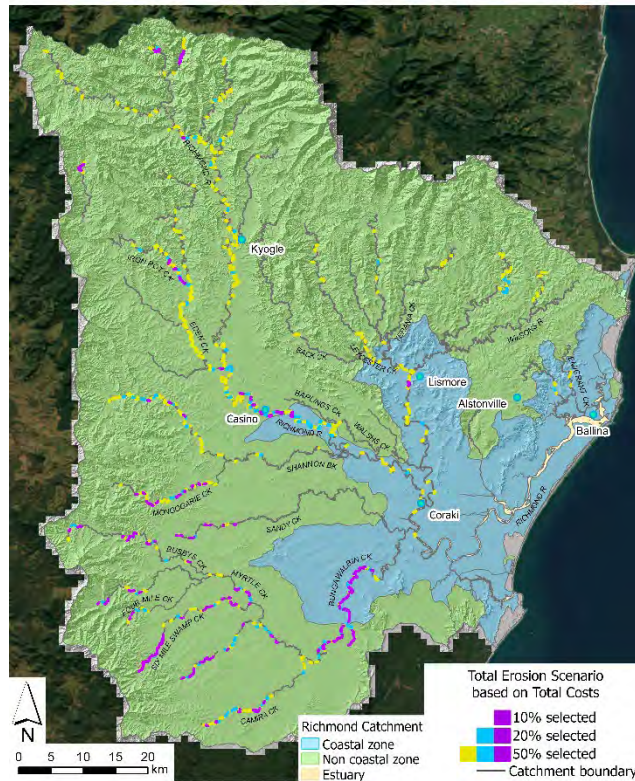 RICHMOND R
Kyogle
IRON POT CK
EDEN CK
BACK CK
LEYCESTER CK
TERANIA CK
WILSONS R
EMIGRANT CK
Lismore
Alstonville
Ballina
Casino
BARLINGS CK
WALSHS CK
RICHMOND R
SHANNON BK
MONGOGARIE CK
Coraki
RICHMOND R
SANDY CK
BUSBYS CK
MYRTLE CK
BUNGAWALBIN CK
SIX MILE SWAMP CK
CAMIRA CK
N
0 5 10 15 20
km
Richmond Catchment
Coastal zone
Non coastal zone
Estuary
Total Erosion Scenario
based on Total Costs
10% selected
20% selected
50% selected
Catchment boundary